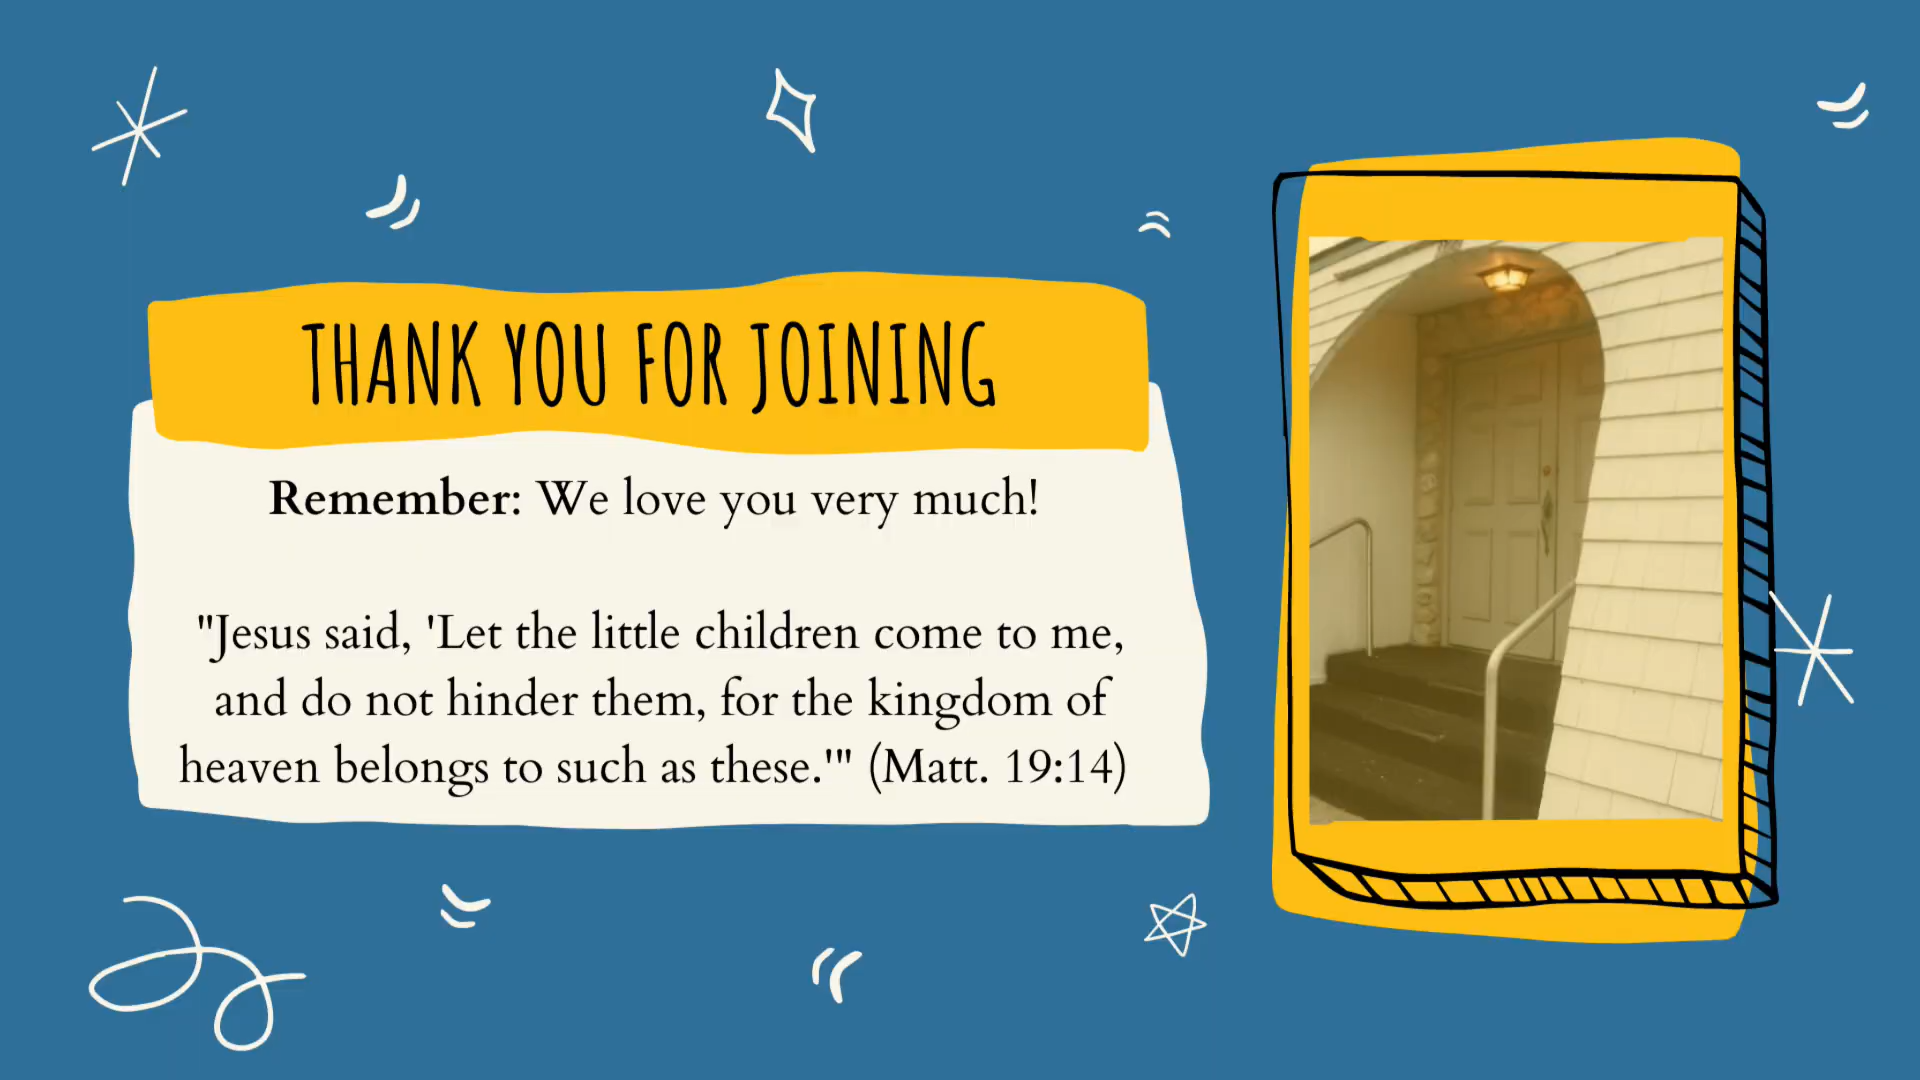 THANK YOU FOR JOINING
Remember: We love you very much!
"Jesus said, 'Let the little children come to me,
and do not hinder them, for the kingdom of
heaven belongs to such as these.'" (Matt. 19:14)